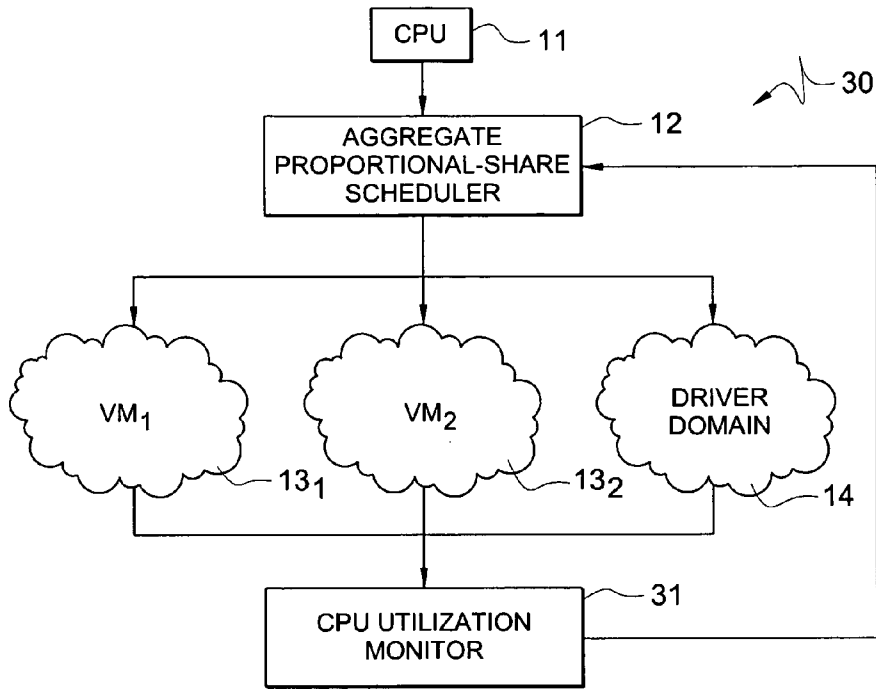 CPU
11
30
12
AGGREGATE
PROPORTIONAL-SHARE
SCHEDULER
VM1
VM2
DRIVER
DOMAIN
131
132
14
31
CPU UTILIZATION
MONITOR